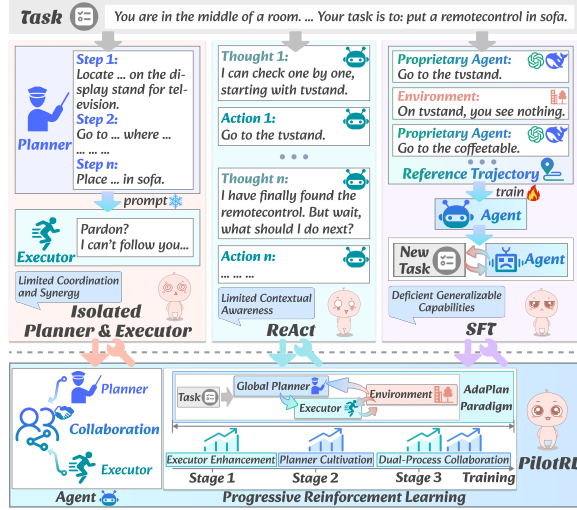 Task
You are in the middle of a room. ... Your task is to: put a remotecontrol in sofa.
Step 1:
Locate ... on the di-
splay stand for tel-
evision.
Step 2:
Go to ... where ...
... ... ...
Step n:
Place ... in sofa.
Planner
prompt
Pardon?
I can't follow you...
Executor
Limited Coordination
and Synergy
Isolated
Planner & Executor
Thought 1:
I can check one by one,
starting with tvstand.
Action 1:
Go to the tvstand.
Thought n:
I have finally found the
remotecontrol. But wait,
what should I do next?
Action n:
... ... ...
Limited Contextual
Awareness
ReAct
Proprietary Agent:
Go to the tvstand.
Environment:
On tvstand, you see nothing.
Proprietary Agent:
Go to the coffeetable.
Reference Trajectory
train
Agent
New
Task
Agent
Deficient Generalizable
Capabilities
SFT
Planner
Collaboration
Executor
Agent
Task
Global Planner
Executor
Environment
AdaPlan
Paradigm
Executor Enhancement
Planner Cultivation
Dual-Process Collaboration
Stage 1
Stage 2
Stage 3
Training
Progressive Reinforcement Learning
PilotRL